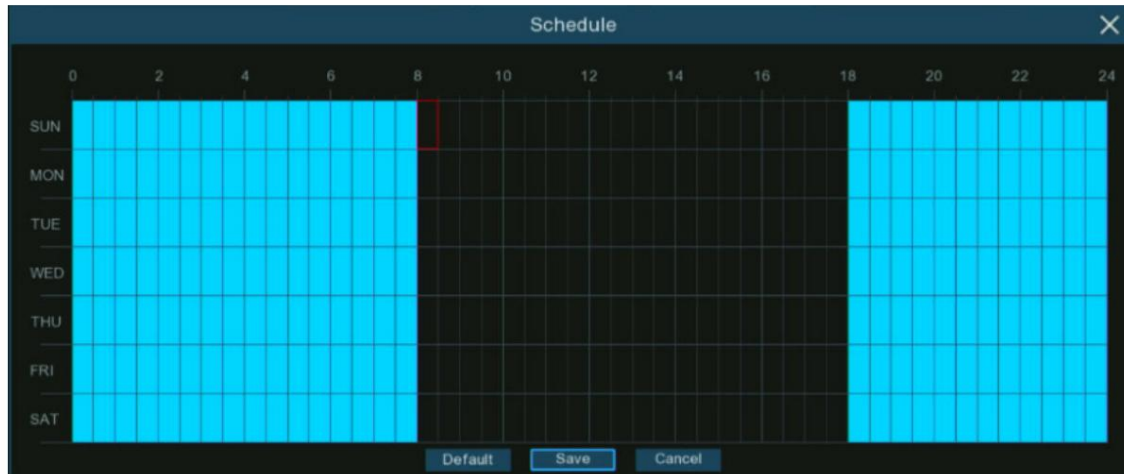 Schedule
0 2 4 6 8 10 12 14 16 18 20 22 24
SUN
MON
TUE
WED
THU
FRI
SAT
Default Save Cancel